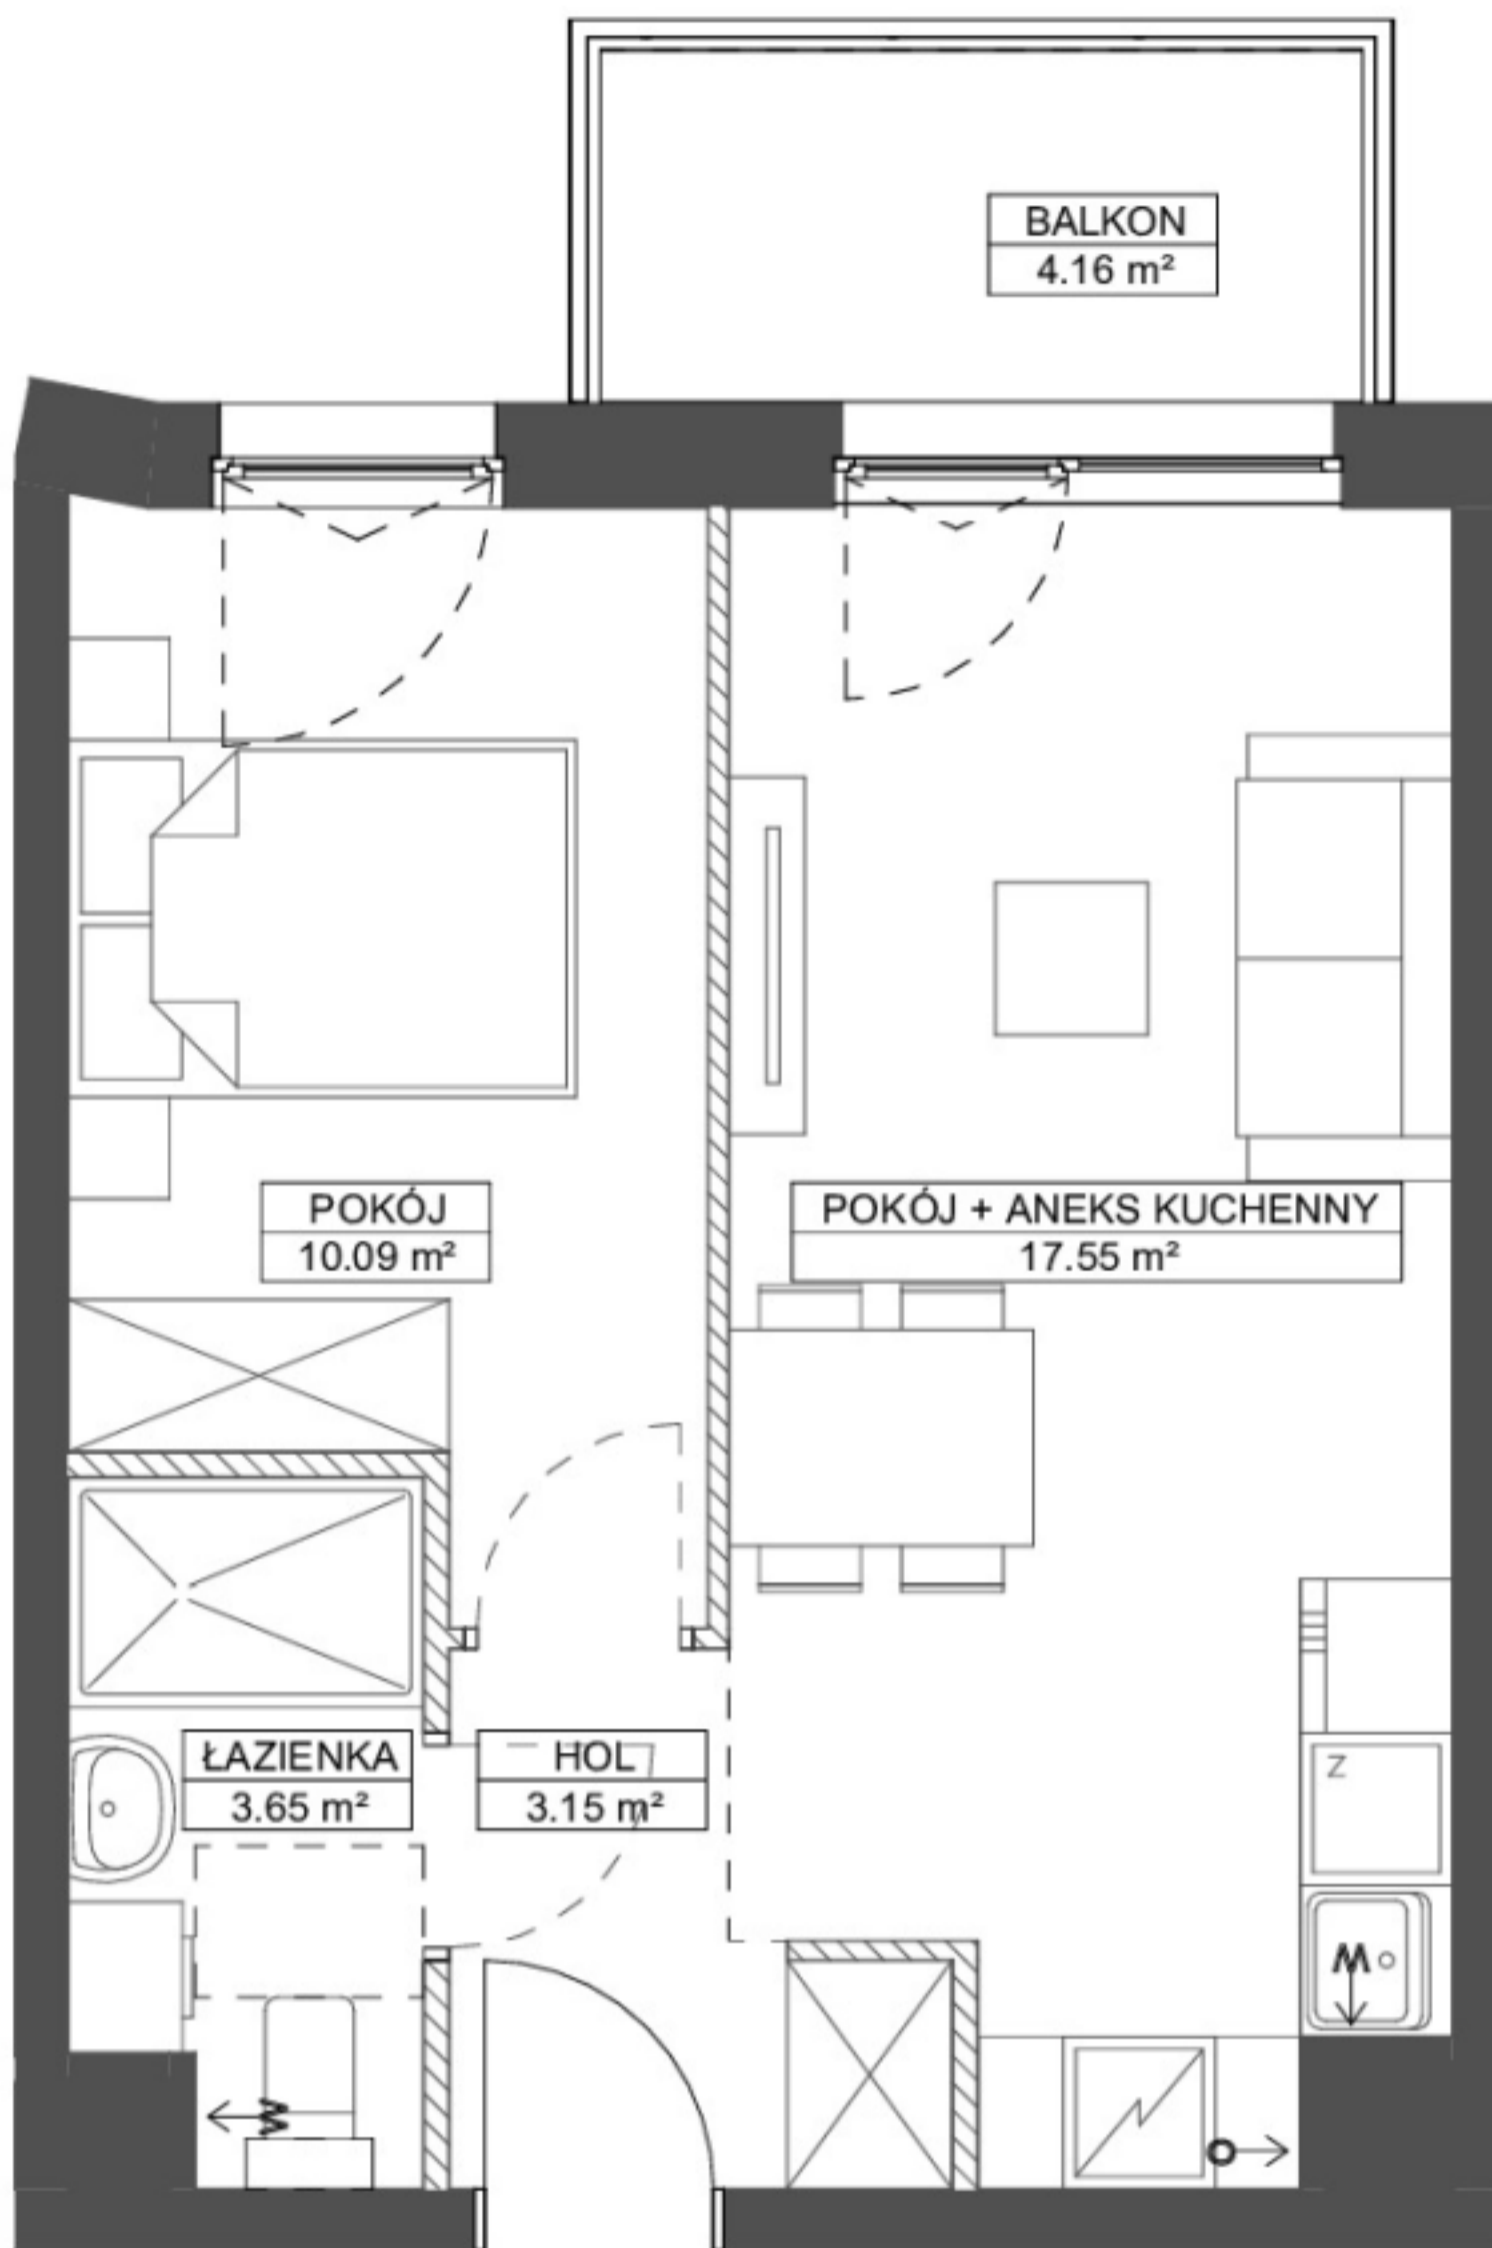 BALKON
4.16 m²
POKÓJ
10.09 m²
POKÓJ + ANEKS KUCHENNY
17.55 m²
ŁAZIENKA
3.65 m²
HOL
3.15 m²
Z
W